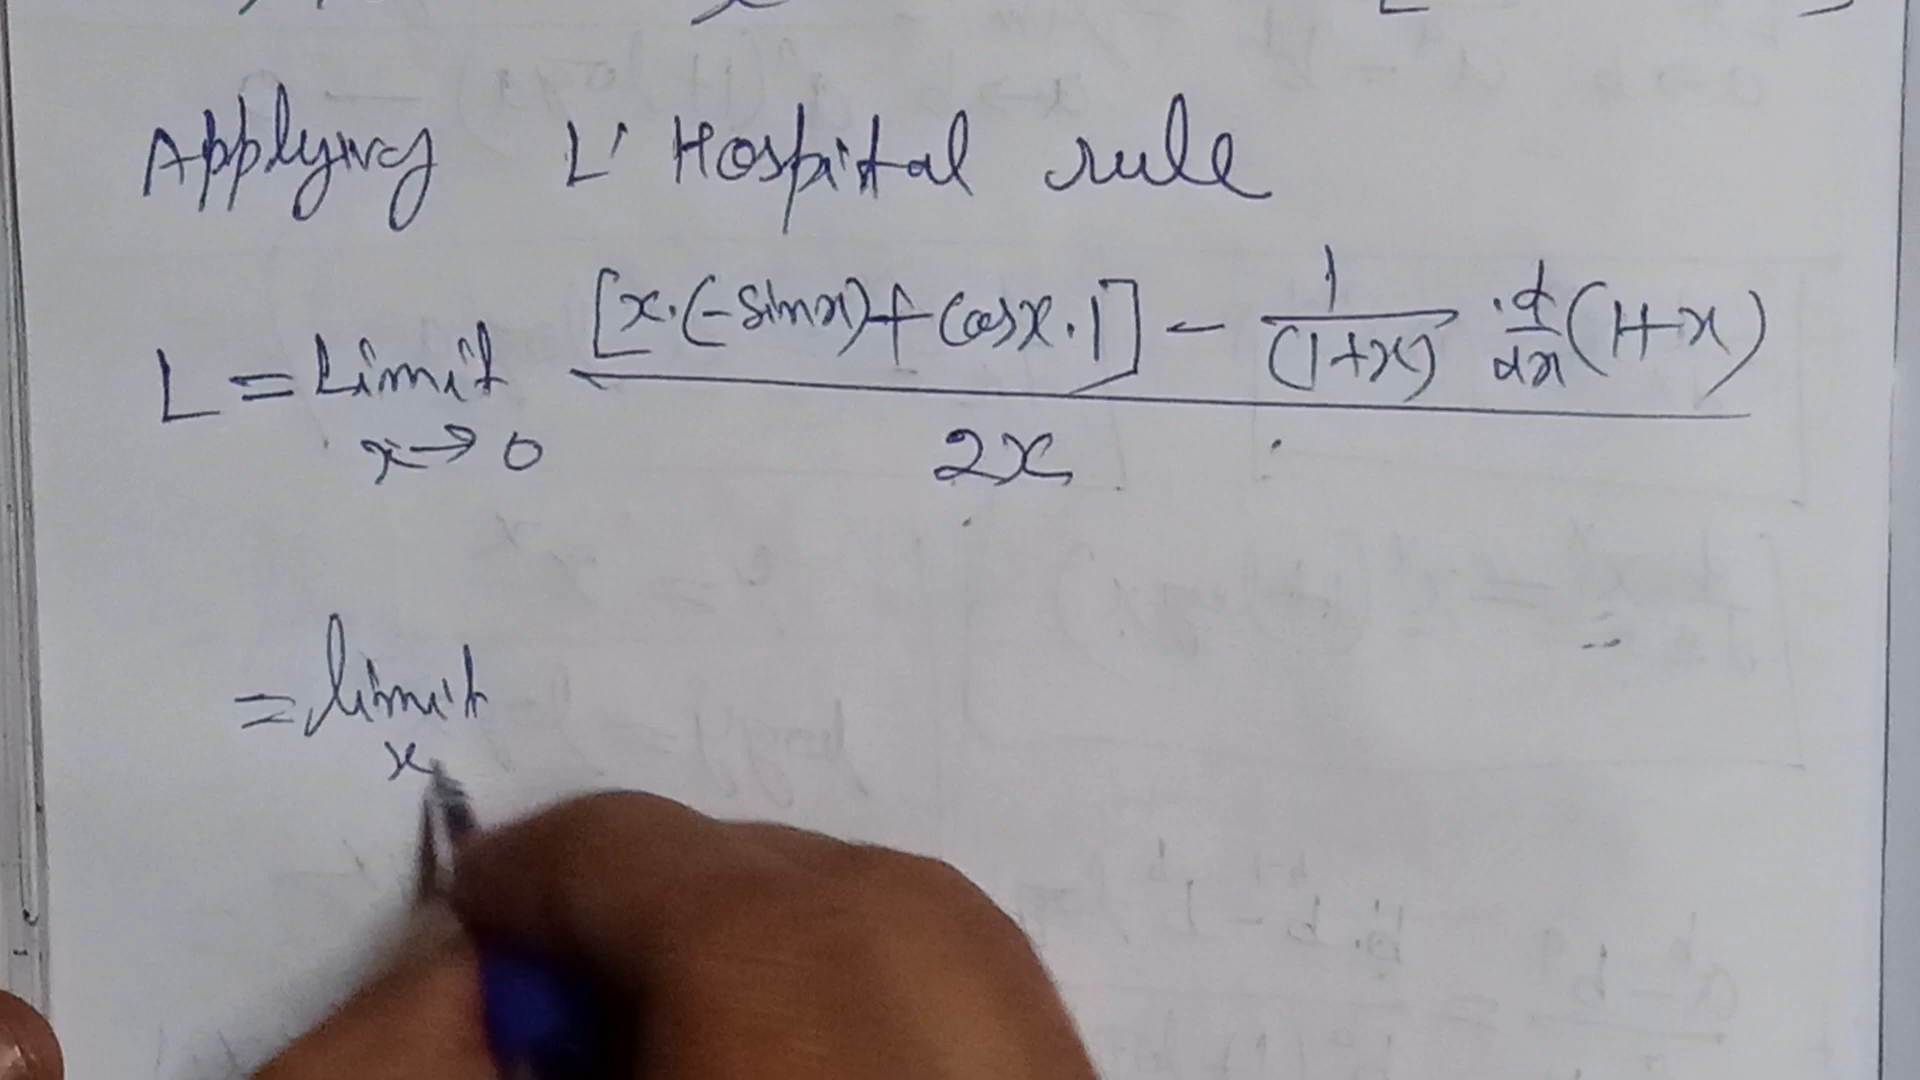 Applying L' Hospital rule
L = Limit x→0 [x.(-sinx)+cosx.1] - 1/(1+x) . d/dx (1+x) / 2x
= limit x